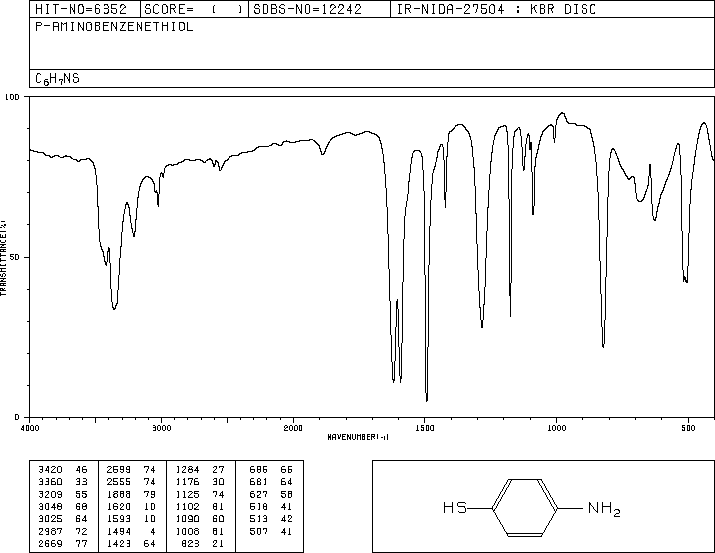 HIT-NO=6352 SCORE= ( ) SDBS-NO=12242 IR-NIDA-27504 : KBR DISC
P-AMINOBENZENETHIOL
C6H7NS
100
50
0
TRANSMITTANCE(%)
4000 3000 2000 1500 1000 500
WAVENUMBER(-1)
3420 46 2599 74 1284 27 686 66
3360 33 2555 74 1176 30 681 64
3209 55 1888 79 1125 74 627 58
3048 68 1620 10 1102 81 518 41
3025 64 1593 10 1090 60 513 42
2987 72 1494 4 1008 81 507 41
2669 77 1423 64 823 21
HS NH2